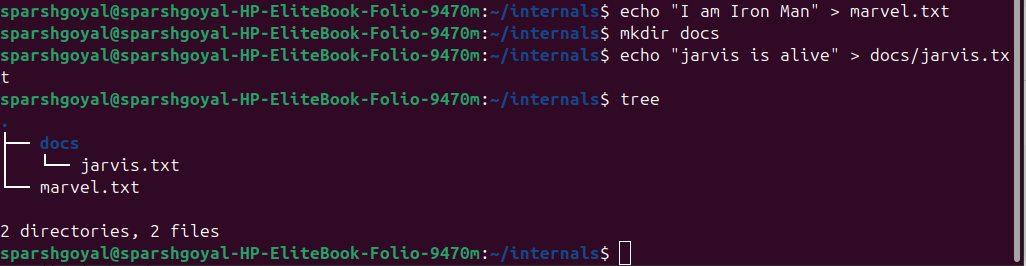 sparshgoyal@sparshgoyal-HP-EliteBook-Folio-9470m:~/internals$ echo "I am Iron Man" > marvel.txt
sparshgoyal@sparshgoyal-HP-EliteBook-Folio-9470m:~/internals$ mkdir docs
sparshgoyal@sparshgoyal-HP-EliteBook-Folio-9470m:~/internals$ echo "jarvis is alive" > docs/jarvis.tx
t
sparshgoyal@sparshgoyal-HP-EliteBook-Folio-9470m:~/internals$ tree
.
├── docs
│   └── jarvis.txt
└── marvel.txt
2 directories, 2 files
sparshgoyal@sparshgoyal-HP-EliteBook-Folio-9470m:~/internals$